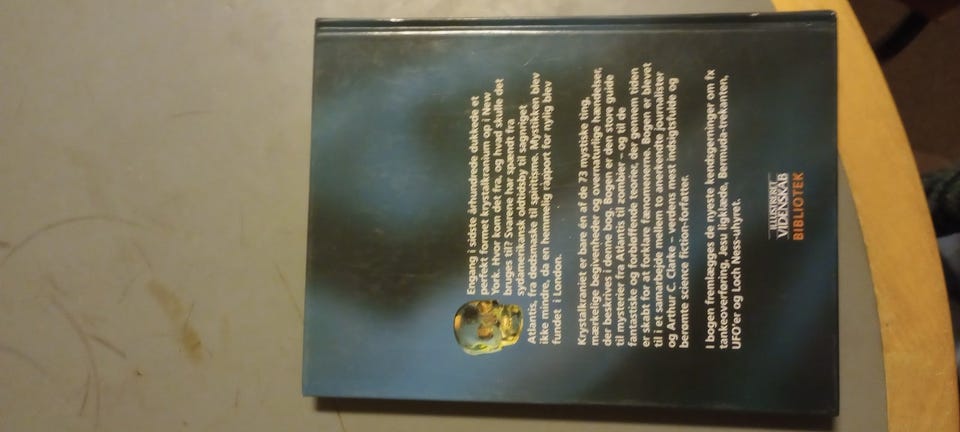 Engang i sidste århundrede dukkede et
perfekt formet krystalkranium op i New
York. Hvor kom det fra, og hvad skulle det
bruges til? Svarene har spændt fra
sydamerikansk oldtidsby til sagnriget
Atlantis, fra dødsmaske til spiritisme. Mystikken blev
ikke mindre, da en hemmelig rapport for nylig blev
fundet i London.
Krystalkraniet er bare én af de 73 mystiske ting,
mærkelige begivenheder og overnaturlige hændelser,
der beskrives i denne bog. Bogen er den store guide
til mysterier fra Atlantis til zombier – og til de
fantastiske og forbløffende teorier, der gennem tiden
er skabt for at forklare fænomenerne. Bogen er blevet
til i et samarbejde mellem to anerkendte journalister
og Arthur C. Clarke – verdens mest indsigtsfulde og
berømte science fiction-forfatter.
I bogen fremlægges de nyeste kendsgerninger om fx
tankeoverføring, Jesu ligklæde, Bermuda-trekanten,
UFO'er og Loch Ness-uhyret.
ILLUSTRERET
VIDENSKAB
BIBLIOTEK